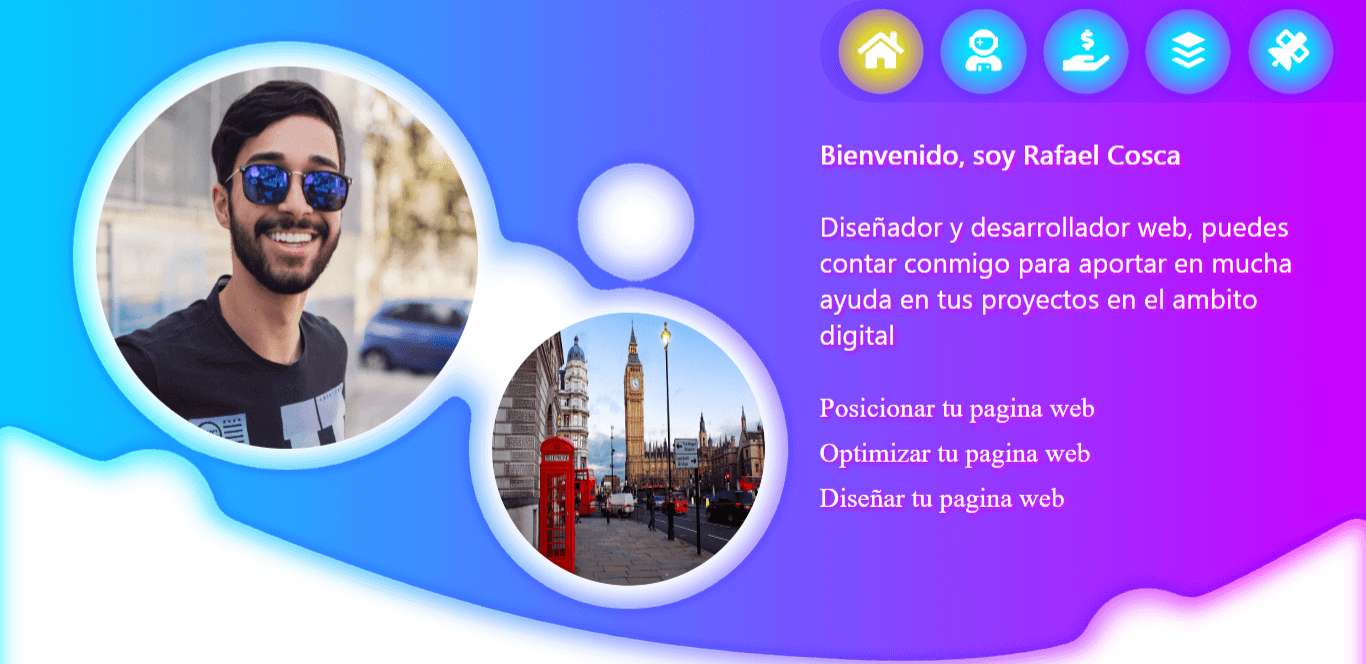 Bienvenido, soy Rafael Cosca
Diseñador y desarrollador web, puedes
contar conmigo para aportar en mucha
ayuda en tus proyectos en el ambito
digital
Posicionar tu pagina web
Optimizar tu pagina web
Diseñar tu pagina web